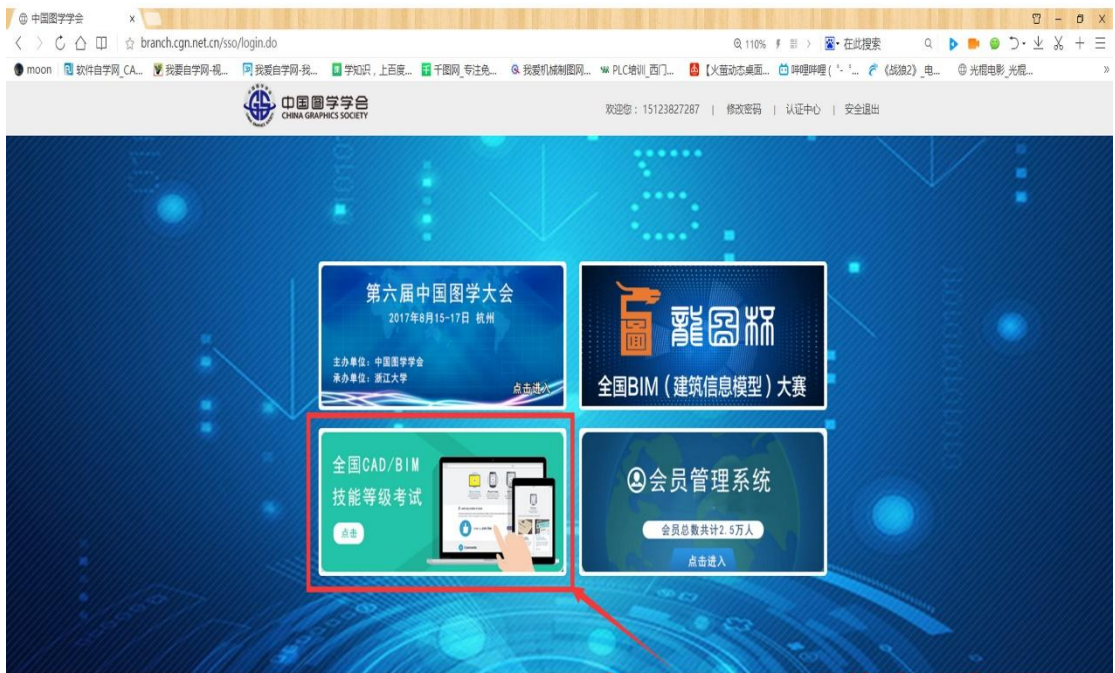 中国图学学会
branch.cgn.net.cn/sso/login.do
110%
在此搜索
moon
软件自学网_CA...
我要自学网-视...
我爱自学网-我...
学知识，上百度...
千图网_专注免...
我爱机械制图网...
PLC培训_西门...
【火萤动态桌面...
哔哩哔哩 ( ゜- ゜...
《战狼2》_电...
光棍电影_光棍...
中国图学学会
CHINA GRAPHICS SOCIETY
欢迎您：15123827287 | 修改密码 | 认证中心 | 安全退出
第六届中国图学大会
2017年8月15-17日 杭州
主办单位：中国图学学会
承办单位：浙江大学
点击进入
龍圖杯
全国BIM（建筑信息模型）大赛
全国CAD/BIM
技能等级考试
点击
会员管理系统
会员总数共计2.5万人
点击进入